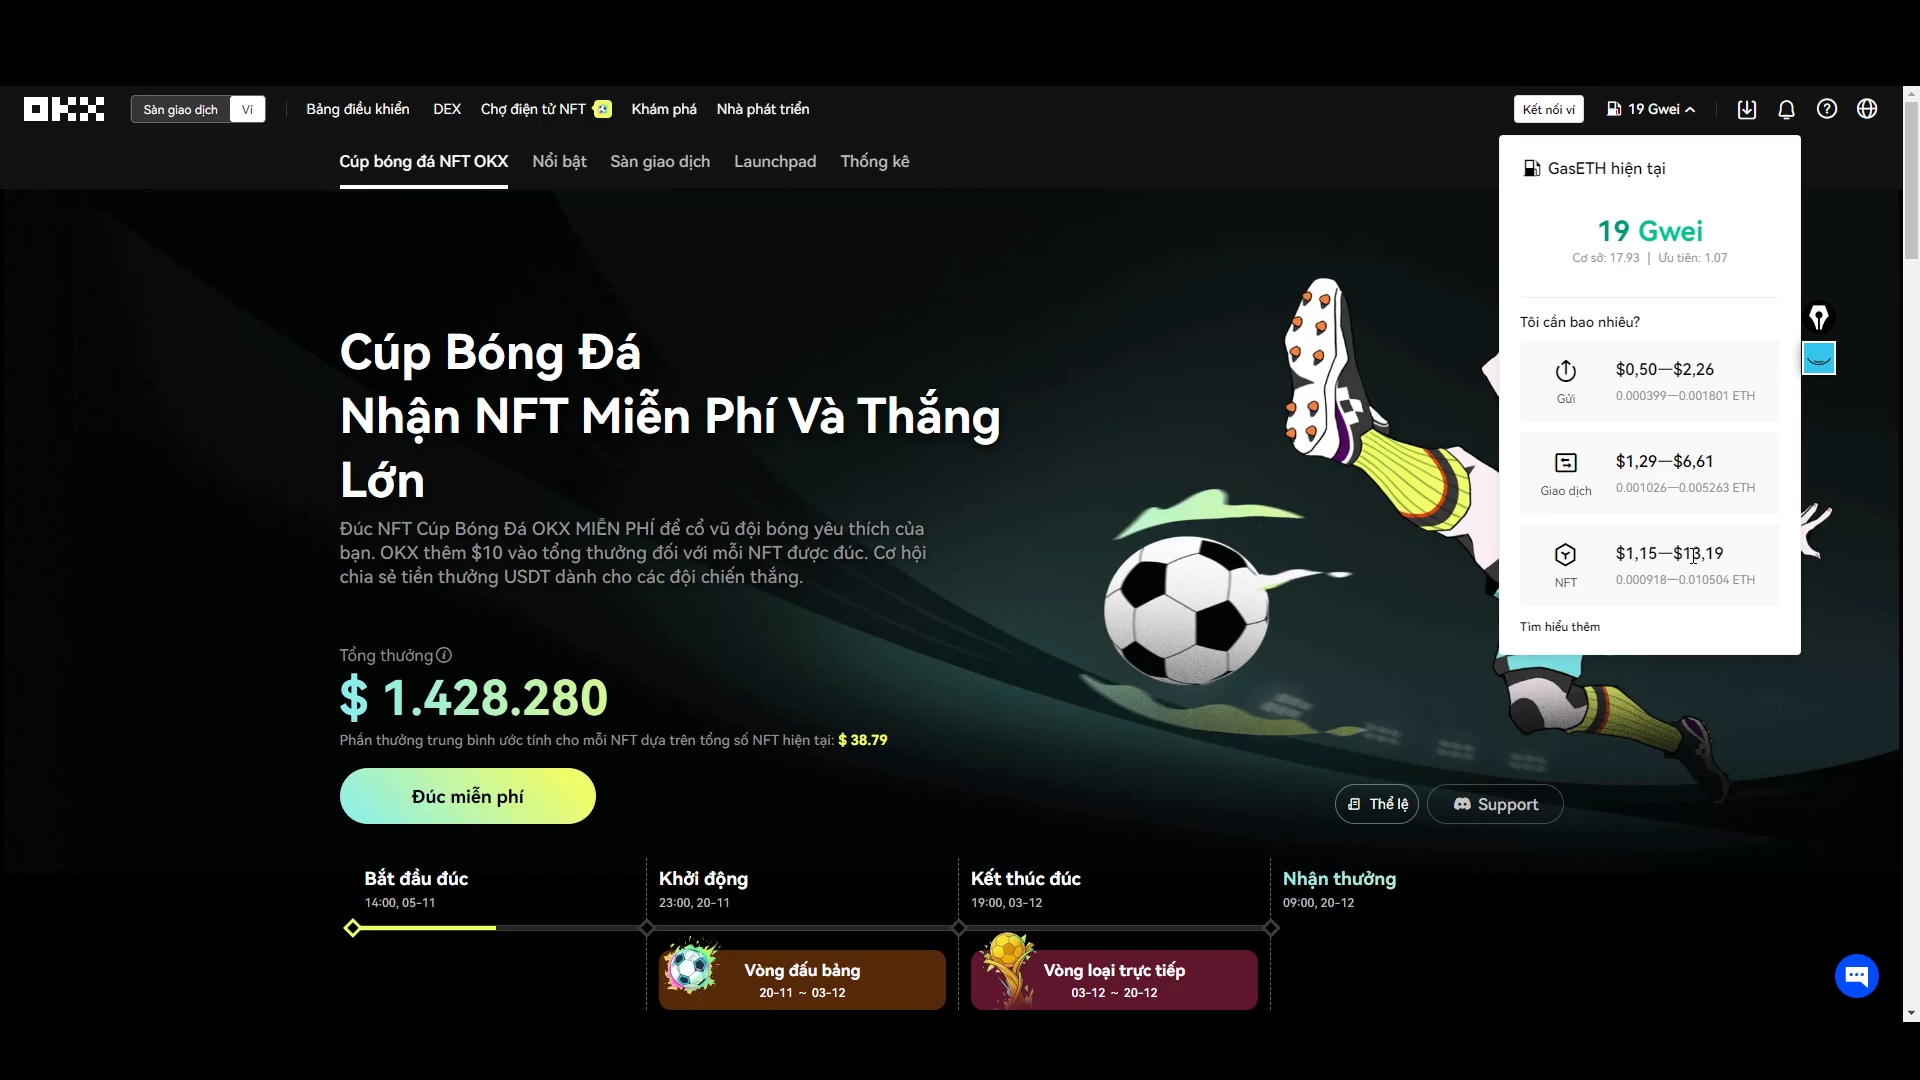 OKX
Sàn giao dịch
Ví
Bảng điều khiển
DEX
Chợ điện tử NFT
Khám phá
Nhà phát triển
Kết nối ví
19 Gwei
Cúp bóng đá NFT OKX
Nổi bật
Sàn giao dịch
Launchpad
Thống kê
GasETH hiện tại
19 Gwei
Cơ sở: 17.93 | Ưu tiên: 1.07
Tôi cần bao nhiêu?
$0,50—$2,26
Gửi
0.000399—0.001801 ETH
$1,29—$6,61
Giao dịch
0.001026—0.005263 ETH
$1,15—$13,19
NFT
0.000918—0.010504 ETH
Tìm hiểu thêm
Cúp Bóng Đá
Nhận NFT Miễn Phí Và Thắng
Lớn
Đúc NFT Cúp Bóng Đá OKX MIỄN PHÍ để cổ vũ đội bóng yêu thích của
bạn. OKX thêm $10 vào tổng thưởng đối với mỗi NFT được đúc. Cơ hội
chia sẻ tiền thưởng USDT dành cho các đội chiến thắng.
Tổng thưởng
$ 1.428.280
Phần thưởng trung bình ước tính cho mỗi NFT dựa trên tổng số NFT hiện tại: $ 38.79
Đúc miễn phí
Thể lệ
Support
Bắt đầu đúc
14:00, 05-11
Khởi động
23:00, 20-11
Kết thúc đúc
19:00, 03-12
Nhận thưởng
09:00, 20-12
Vòng đấu bảng
20-11 ~ 03-12
Vòng loại trực tiếp
03-12 ~ 20-12